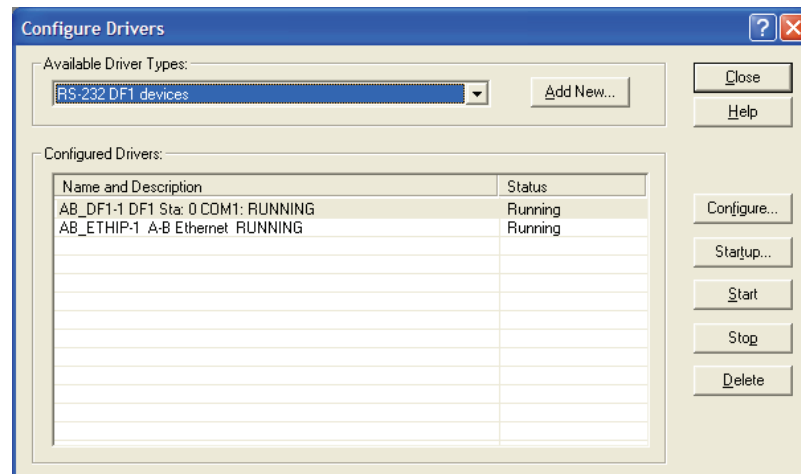 Configure Drivers
Available Driver Types:
RS-232 DF1 devices
Add New...
Close
Help
Configured Drivers:
Name and Description Status
AB_DF1-1 DF1 Sta: 0 COM1: RUNNING Running
AB_ETHIP-1 A-B Ethernet RUNNING Running
Configure...
Startup...
Start
Stop
Delete